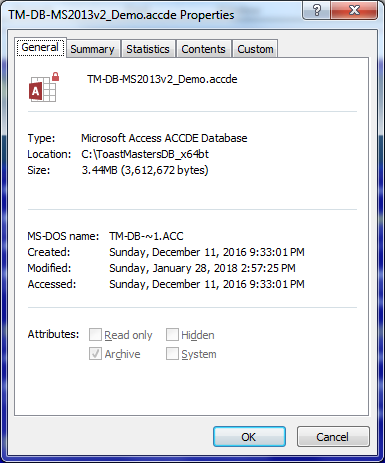 TM-DB-MS2013v2_Demo.accde Properties
General Summary Statistics Contents Custom
TM-DB-MS2013v2_Demo.accde
Type: Microsoft Access ACCDE Database
Location: C:\ToastMastersDB_x64bt
Size: 3.44MB (3,612,672 bytes)
MS-DOS name: TM-DB-~1.ACC
Created: Sunday, December 11, 2016 9:33:01 PM
Modified: Sunday, January 28, 2018 2:57:25 PM
Accessed: Sunday, December 11, 2016 9:33:01 PM
Attributes: Read only Hidden
Archive System
OK Cancel